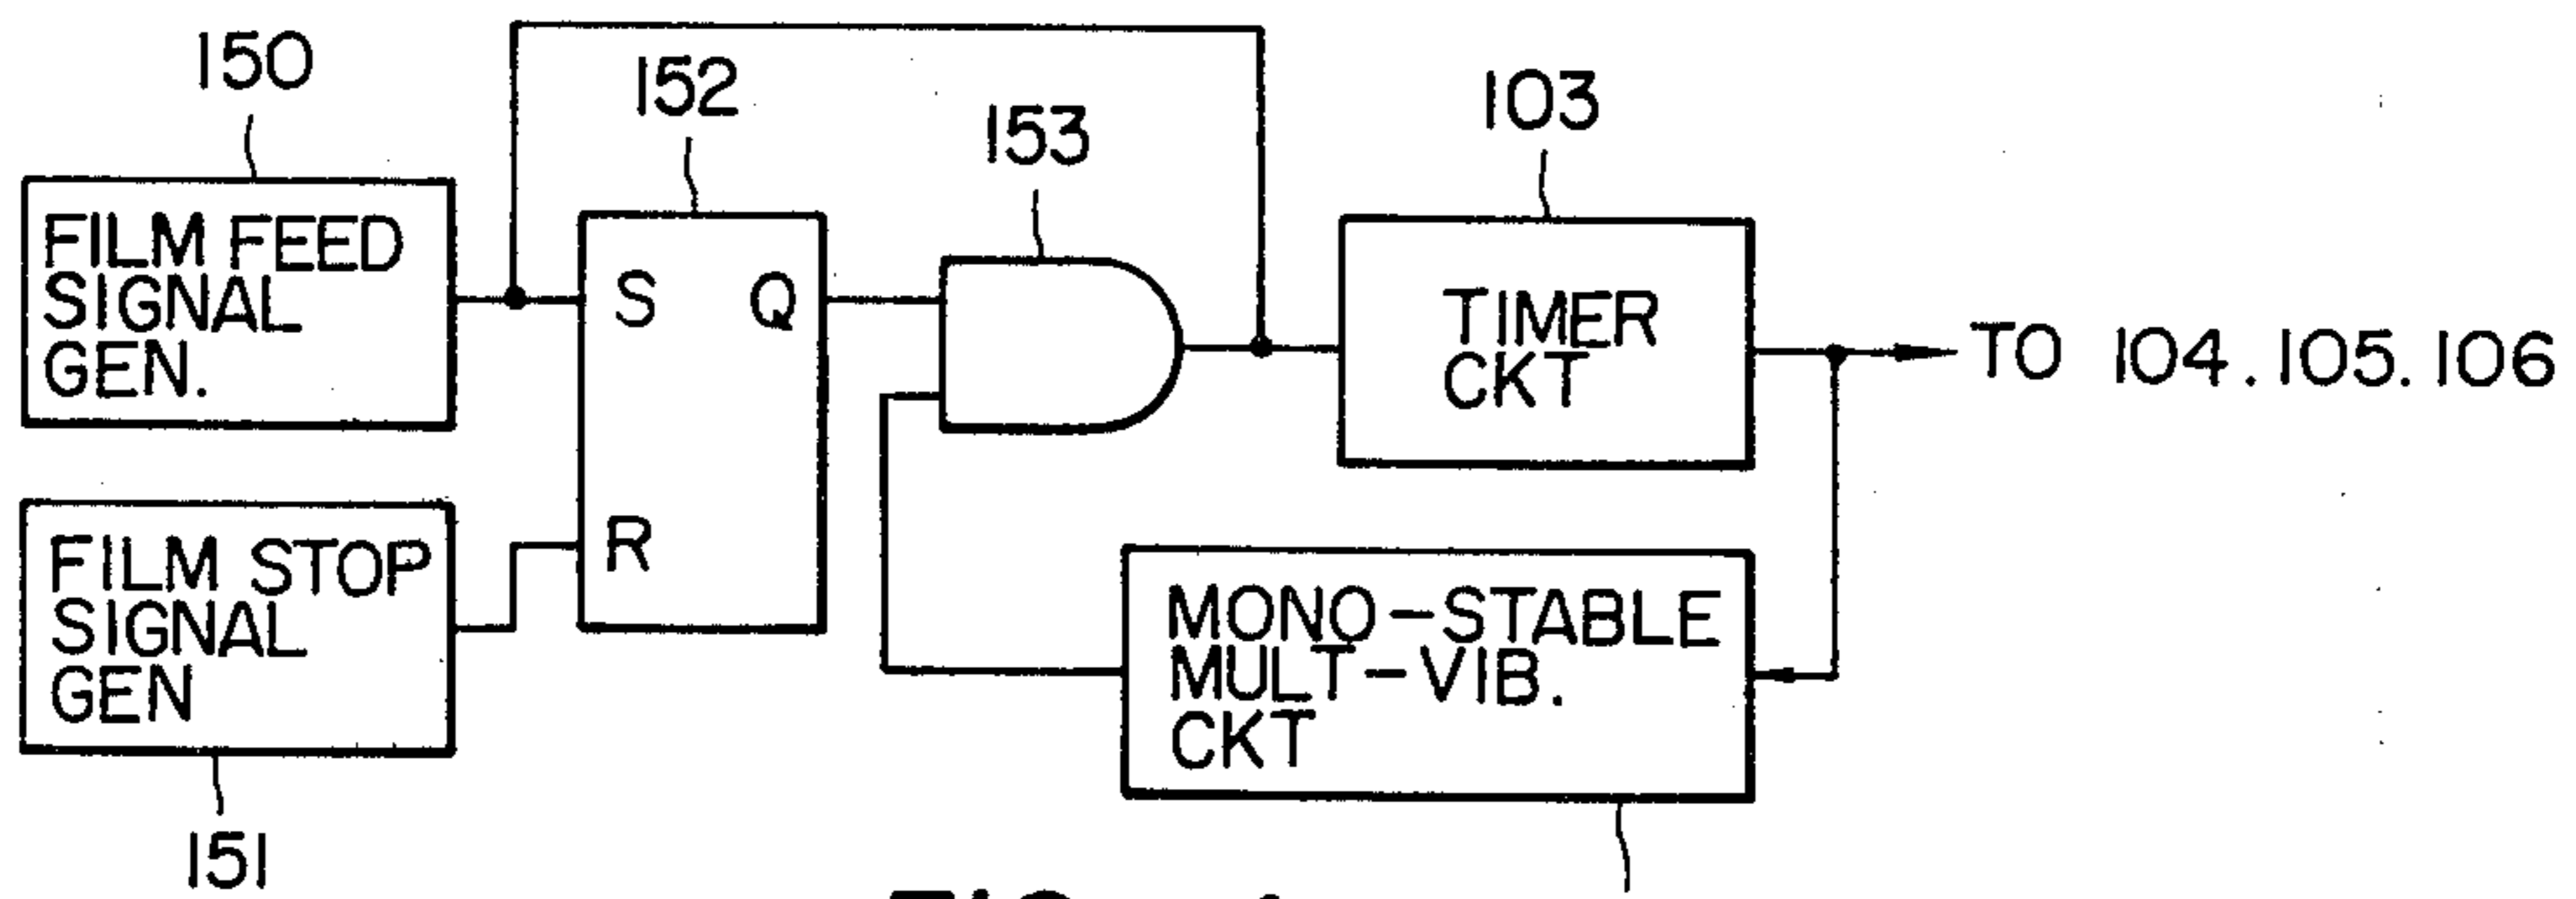 150
152
153
103
FILM FEED
SIGNAL
GEN.
S Q
R
TIMER
CKT
TO 104. 105. 106
FILM STOP
SIGNAL
GEN
MONO-STABLE
MULT-VIB.
CKT
151